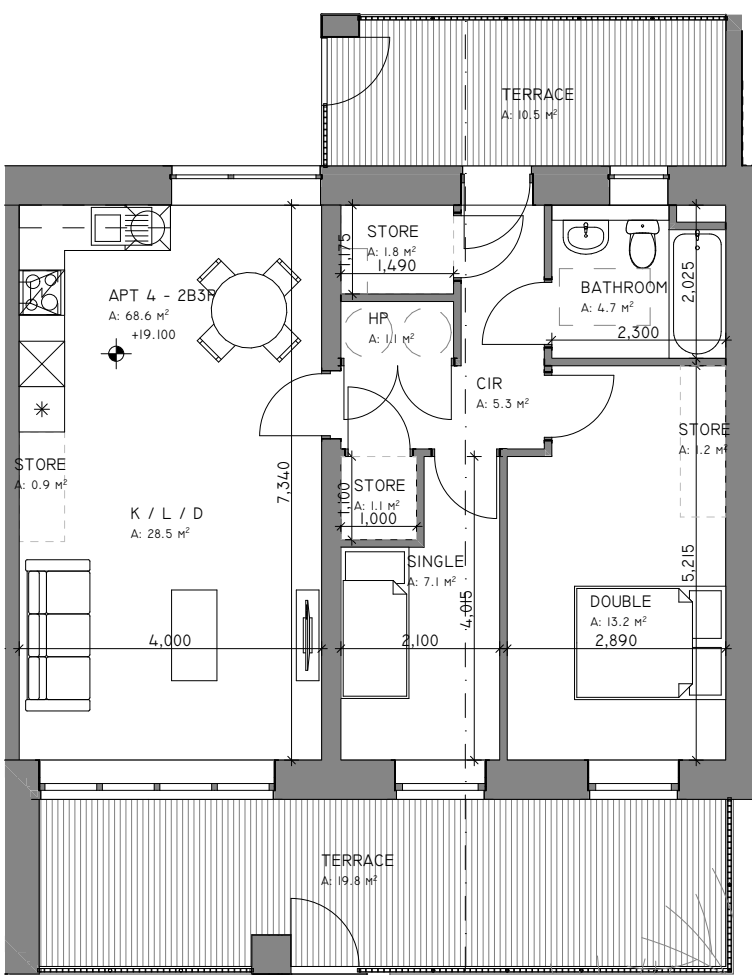 TERRACE
A: 10.5 M²
STORE
A: 1.8 M²
1,175
1,490
BATHROOM
A: 4.7 M²
2,025
2,300
APT 4 - 2B3P
A: 68.6 M²
+19.100
HP
A: 1.1 M²
CIR
A: 5.3 M²
STORE
A: 1.2 M²
STORE
A: 0.9 M²
7,340
STORE
A: 1.1 M²
1,100
1,000
K / L / D
A: 28.5 M²
SINGLE
A: 7.1 M²
4,015
5,215
DOUBLE
A: 13.2 M²
4,000
2,100
2,890
TERRACE
A: 19.8 M²